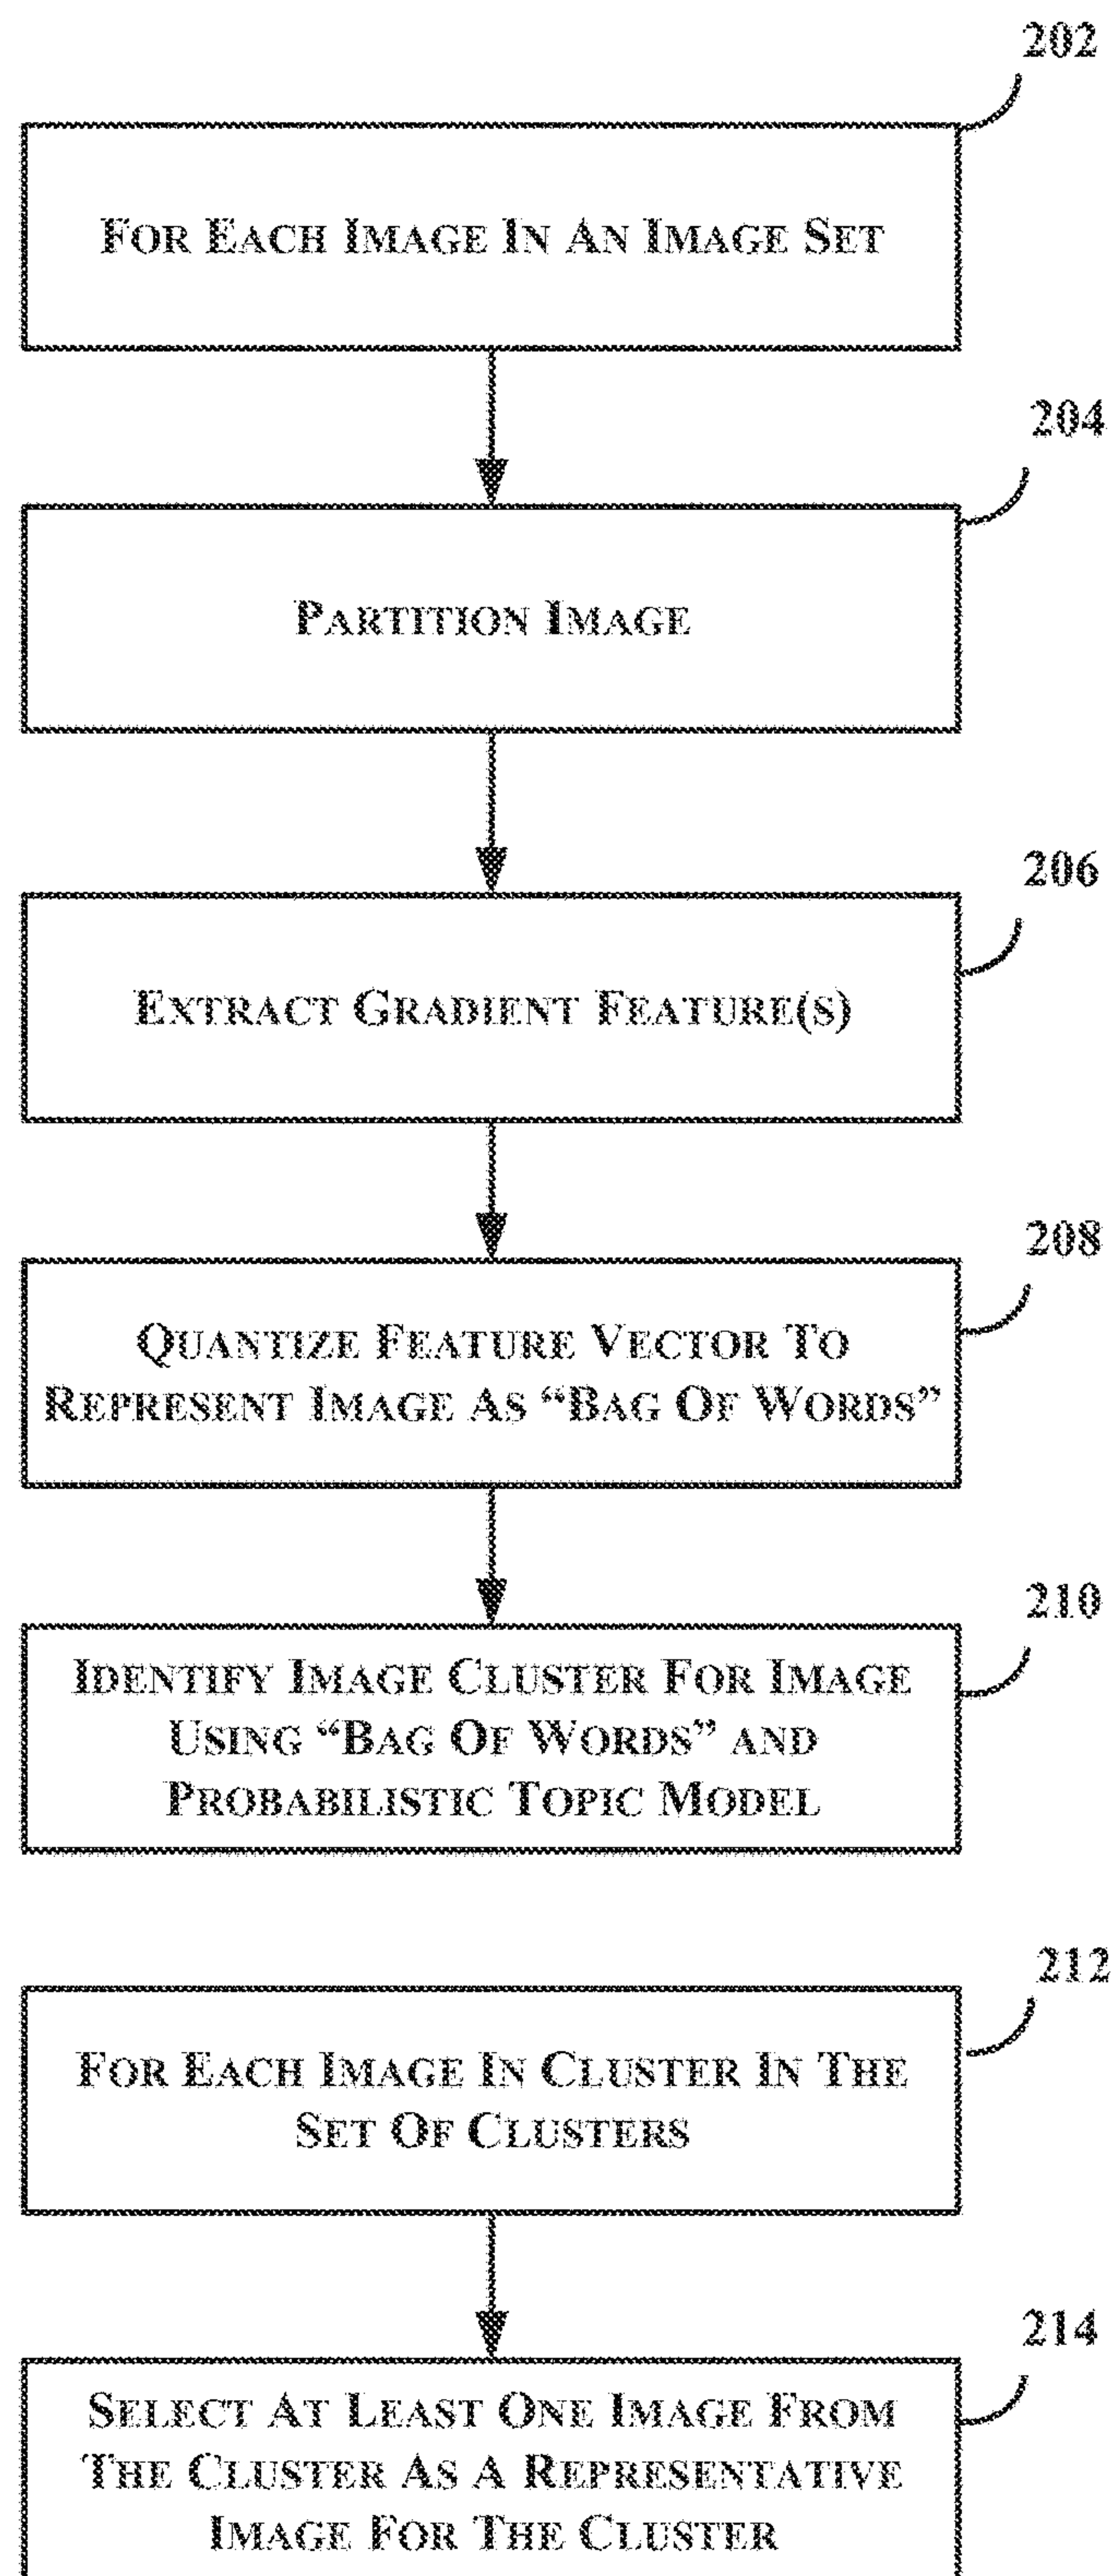 202
FOR EACH IMAGE IN AN IMAGE SET
204
PARTITION IMAGE
206
EXTRACT GRADIENT FEATURE(S)
208
QUANTIZE FEATURE VECTOR TO
REPRESENT IMAGE AS “BAG OF WORDS”
210
IDENTIFY IMAGE CLUSTER FOR IMAGE
USING “BAG OF WORDS” AND
PROBABILISTIC TOPIC MODEL
212
FOR EACH IMAGE IN CLUSTER IN THE
SET OF CLUSTERS
214
SELECT AT LEAST ONE IMAGE FROM
THE CLUSTER AS A REPRESENTATIVE
IMAGE FOR THE CLUSTER